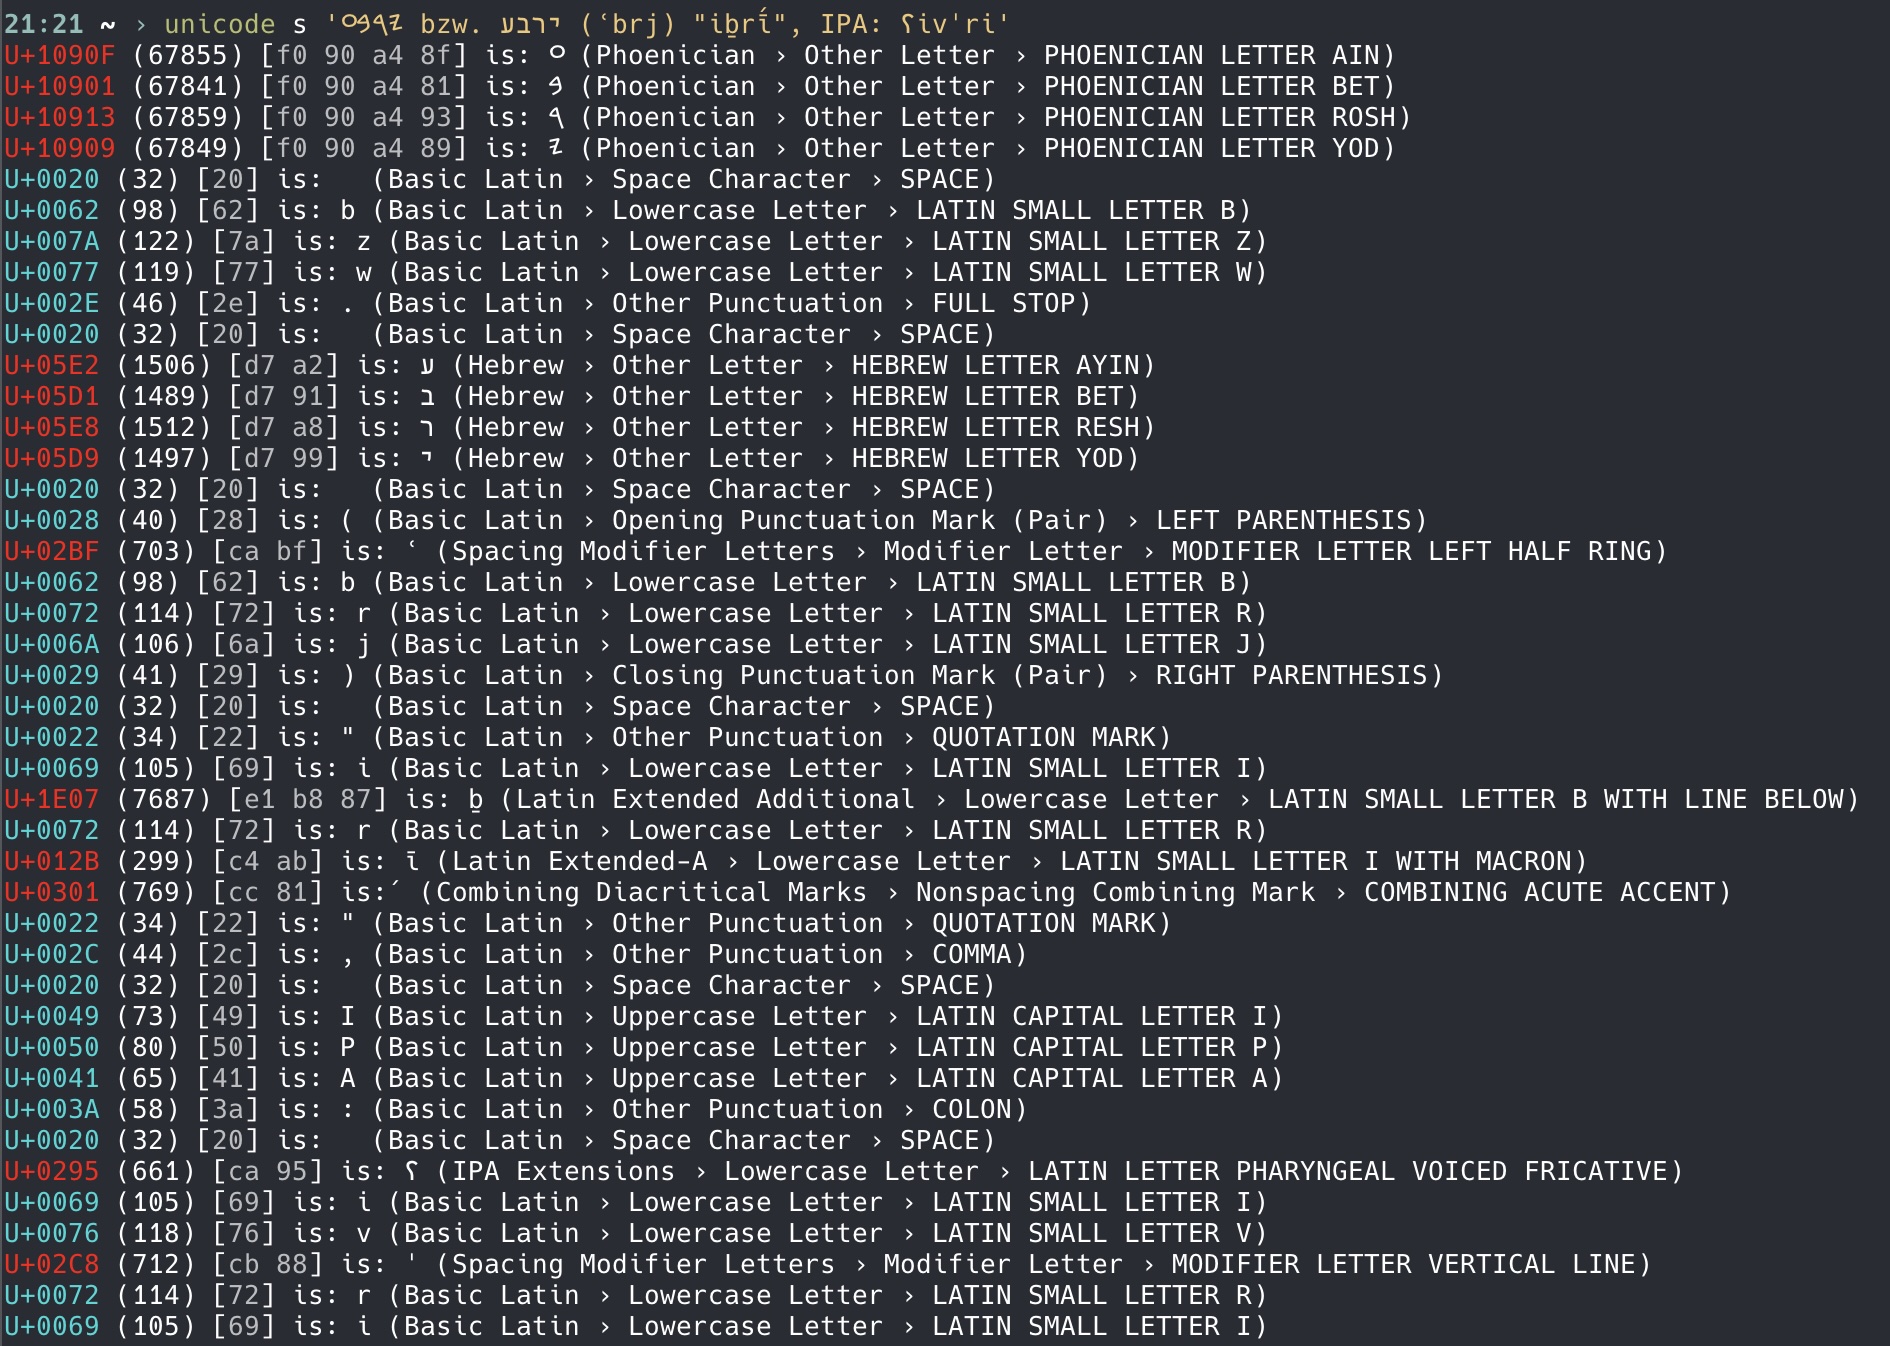 21:21 ~ › unicode s '𐤏𐤁𐤓𐤉 bzw. עברי (ʿbrj) "iḇrī́", IPA: ʕivˈri'
U+1090F (67855) [f0 90 a4 8f] is: 𐤏 (Phoenician › Other Letter › PHOENICIAN LETTER AIN)
U+10901 (67841) [f0 90 a4 81] is: 𐤁 (Phoenician › Other Letter › PHOENICIAN LETTER BET)
U+10913 (67859) [f0 90 a4 93] is: 𐤓 (Phoenician › Other Letter › PHOENICIAN LETTER ROSH)
U+10909 (67849) [f0 90 a4 89] is: 𐤉 (Phoenician › Other Letter › PHOENICIAN LETTER YOD)
U+0020 (32) [20] is:   (Basic Latin › Space Character › SPACE)
U+0062 (98) [62] is: b (Basic Latin › Lowercase Letter › LATIN SMALL LETTER B)
U+007A (122) [7a] is: z (Basic Latin › Lowercase Letter › LATIN SMALL LETTER Z)
U+0077 (119) [77] is: w (Basic Latin › Lowercase Letter › LATIN SMALL LETTER W)
U+002E (46) [2e] is: . (Basic Latin › Other Punctuation › FULL STOP)
U+0020 (32) [20] is:   (Basic Latin › Space Character › SPACE)
U+05E2 (1506) [d7 a2] is: ע (Hebrew › Other Letter › HEBREW LETTER AYIN)
U+05D1 (1489) [d7 91] is: ב (Hebrew › Other Letter › HEBREW LETTER BET)
U+05E8 (1512) [d7 a8] is: ר (Hebrew › Other Letter › HEBREW LETTER RESH)
U+05D9 (1497) [d7 99] is: י (Hebrew › Other Letter › HEBREW LETTER YOD)
U+0020 (32) [20] is:   (Basic Latin › Space Character › SPACE)
U+0028 (40) [28] is: ( (Basic Latin › Opening Punctuation Mark (Pair) › LEFT PARENTHESIS)
U+02BF (703) [ca bf] is: ʿ (Spacing Modifier Letters › Modifier Letter › MODIFIER LETTER LEFT HALF RING)
U+0062 (98) [62] is: b (Basic Latin › Lowercase Letter › LATIN SMALL LETTER B)
U+0072 (114) [72] is: r (Basic Latin › Lowercase Letter › LATIN SMALL LETTER R)
U+006A (106) [6a] is: j (Basic Latin › Lowercase Letter › LATIN SMALL LETTER J)
U+0029 (41) [29] is: ) (Basic Latin › Closing Punctuation Mark (Pair) › RIGHT PARENTHESIS)
U+0020 (32) [20] is:   (Basic Latin › Space Character › SPACE)
U+0022 (34) [22] is: " (Basic Latin › Other Punctuation › QUOTATION MARK)
U+0069 (105) [69] is: i (Basic Latin › Lowercase Letter › LATIN SMALL LETTER I)
U+1E07 (7687) [e1 b8 87] is: ḇ (Latin Extended Additional › Lowercase Letter › LATIN SMALL LETTER B WITH LINE BELOW)
U+0072 (114) [72] is: r (Basic Latin › Lowercase Letter › LATIN SMALL LETTER R)
U+012B (299) [c4 ab] is: ī (Latin Extended-A › Lowercase Letter › LATIN SMALL LETTER I WITH MACRON)
U+0301 (769) [cc 81] is: ́ (Combining Diacritical Marks › Nonspacing Combining Mark › COMBINING ACUTE ACCENT)
U+0022 (34) [22] is: " (Basic Latin › Other Punctuation › QUOTATION MARK)
U+002C (44) [2c] is: , (Basic Latin › Other Punctuation › COMMA)
U+0020 (32) [20] is:   (Basic Latin › Space Character › SPACE)
U+0049 (73) [49] is: I (Basic Latin › Uppercase Letter › LATIN CAPITAL LETTER I)
U+0050 (80) [50] is: P (Basic Latin › Uppercase Letter › LATIN CAPITAL LETTER P)
U+0041 (65) [41] is: A (Basic Latin › Uppercase Letter › LATIN CAPITAL LETTER A)
U+003A (58) [3a] is: : (Basic Latin › Other Punctuation › COLON)
U+0020 (32) [20] is:   (Basic Latin › Space Character › SPACE)
U+0295 (661) [ca 95] is: ʕ (IPA Extensions › Lowercase Letter › LATIN LETTER PHARYNGEAL VOICED FRICATIVE)
U+0069 (105) [69] is: i (Basic Latin › Lowercase Letter › LATIN SMALL LETTER I)
U+0076 (118) [76] is: v (Basic Latin › Lowercase Letter › LATIN SMALL LETTER V)
U+02C8 (712) [cb 88] is: ˈ (Spacing Modifier Letters › Modifier Letter › MODIFIER LETTER VERTICAL LINE)
U+0072 (114) [72] is: r (Basic Latin › Lowercase Letter › LATIN SMALL LETTER R)
U+0069 (105) [69] is: i (Basic Latin › Lowercase Letter › LATIN SMALL LETTER I)